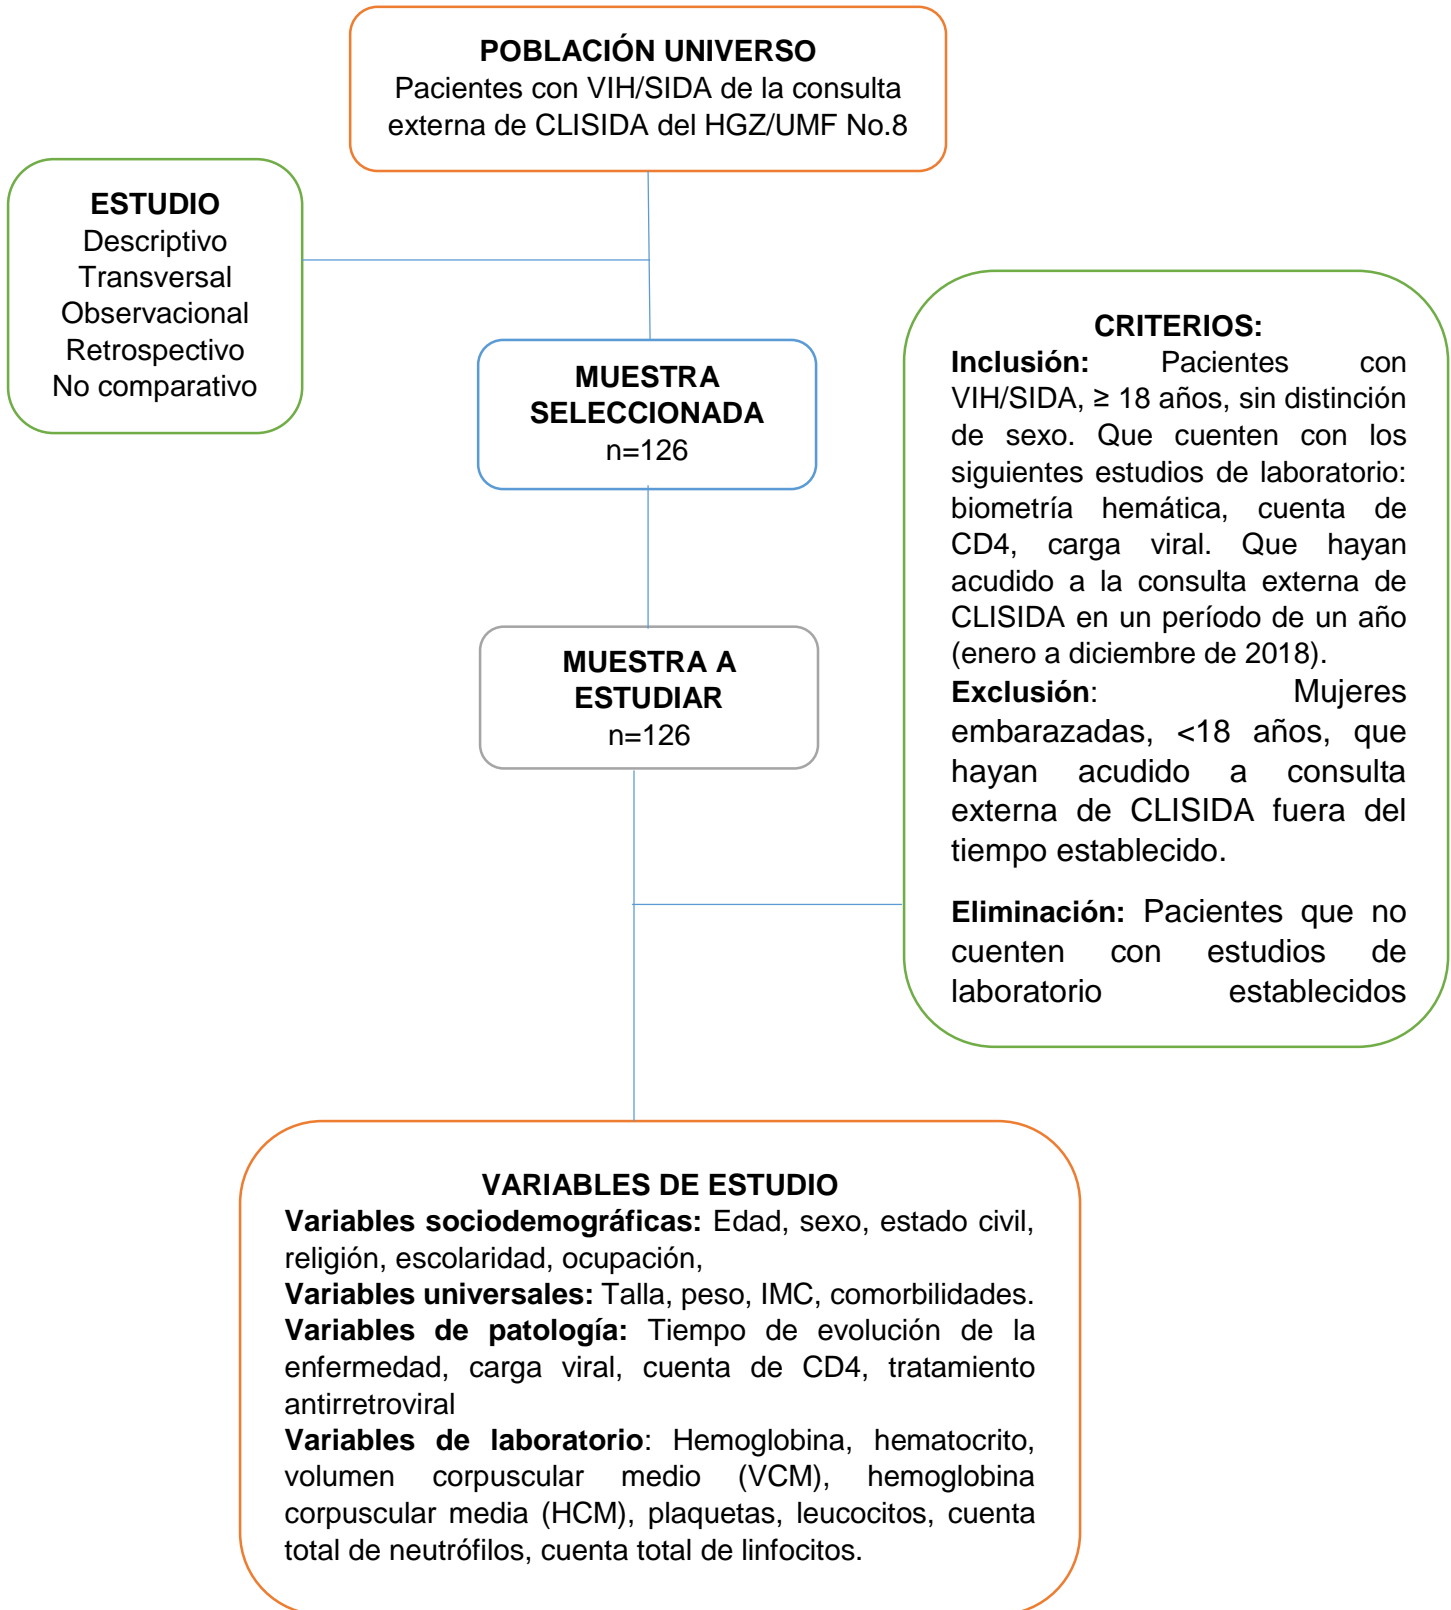 POBLACIÓN UNIVERSO
Pacientes con VIH/SIDA de la consulta
externa de CLISIDA del HGZ/UMF No.8
ESTUDIO
Descriptivo
Transversal
Observacional
Retrospectivo
No comparativo
MUESTRA
SELECCIONADA
n=126
MUESTRA A
ESTUDIAR
n=126
CRITERIOS:
Inclusión: Pacientes con
VIH/SIDA, ≥ 18 años, sin distinción
de sexo. Que cuenten con los
siguientes estudios de laboratorio:
biometría hemática, cuenta de
CD4, carga viral. Que hayan
acudido a la consulta externa de
CLISIDA en un período de un año
(enero a diciembre de 2018).
Exclusión: Mujeres
embarazadas, <18 años, que
hayan acudido a consulta
externa de CLISIDA fuera del
tiempo establecido.
Eliminación: Pacientes que no
cuenten con estudios de
laboratorio establecidos
VARIABLES DE ESTUDIO
Variables sociodemográficas: Edad, sexo, estado civil,
religión, escolaridad, ocupación,
Variables universales: Talla, peso, IMC, comorbilidades.
Variables de patología: Tiempo de evolución de la
enfermedad, carga viral, cuenta de CD4, tratamiento
antirretroviral
Variables de laboratorio: Hemoglobina, hematocrito,
volumen corpuscular medio (VCM), hemoglobina
corpuscular media (HCM), plaquetas, leucocitos, cuenta
total de neutrófilos, cuenta total de linfocitos.